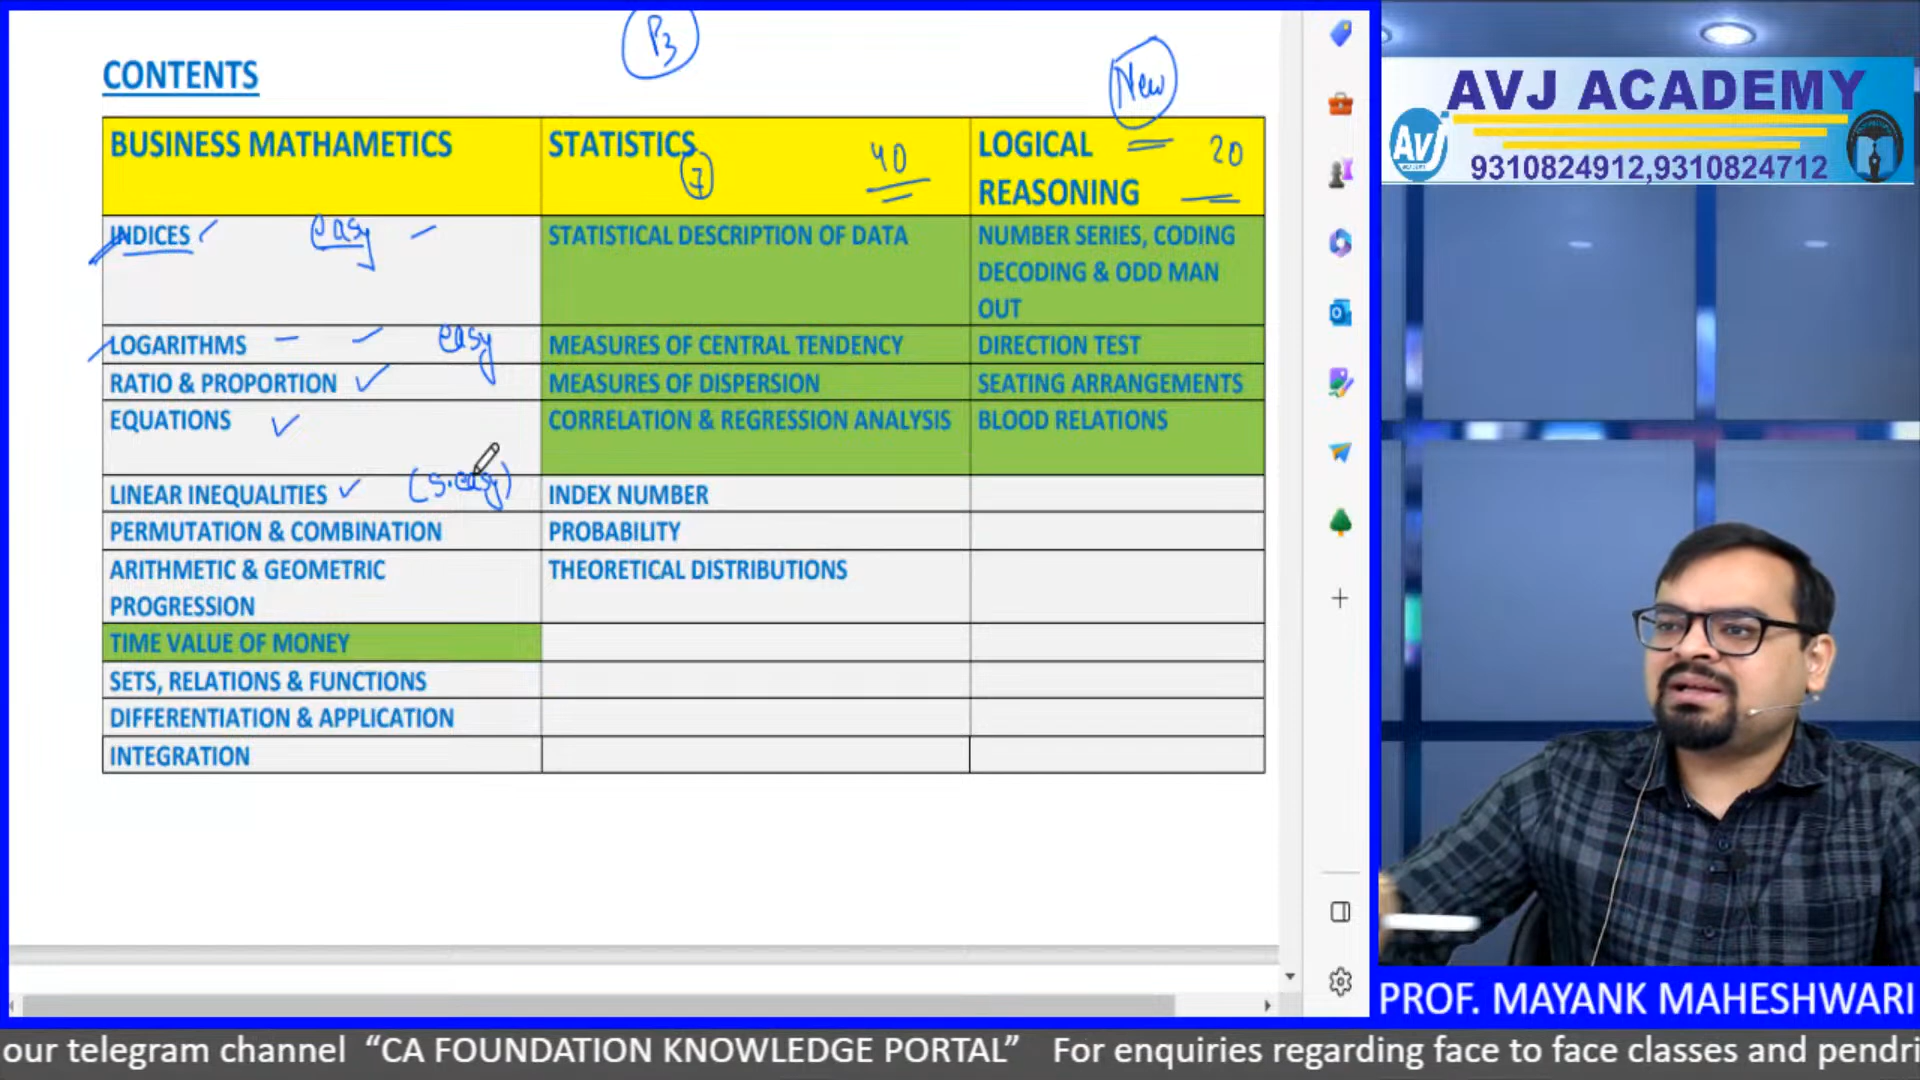 P3
New
CONTENTS
BUSINESS MATHAMETICS
STATISTICS
7
40
LOGICAL
REASONING
20
INDICES
easy
STATISTICAL DESCRIPTION OF DATA
NUMBER SERIES, CODING
DECODING & ODD MAN
OUT
LOGARITHMS
easy
MEASURES OF CENTRAL TENDENCY
DIRECTION TEST
RATIO & PROPORTION
MEASURES OF DISPERSION
SEATING ARRANGEMENTS
EQUATIONS
CORRELATION & REGRESSION ANALYSIS
BLOOD RELATIONS
LINEAR INEQUALITIES
(S.easy)
INDEX NUMBER
PERMUTATION & COMBINATION
PROBABILITY
ARITHMETIC & GEOMETRIC
PROGRESSION
THEORETICAL DISTRIBUTIONS
TIME VALUE OF MONEY
SETS, RELATIONS & FUNCTIONS
DIFFERENTIATION & APPLICATION
INTEGRATION
AVJ ACADEMY
AVJ
9310824912,9310824712
PROF. MAYANK MAHESHWARI
our telegram channel “CA FOUNDATION KNOWLEDGE PORTAL” For enquiries regarding face to face classes and pendri